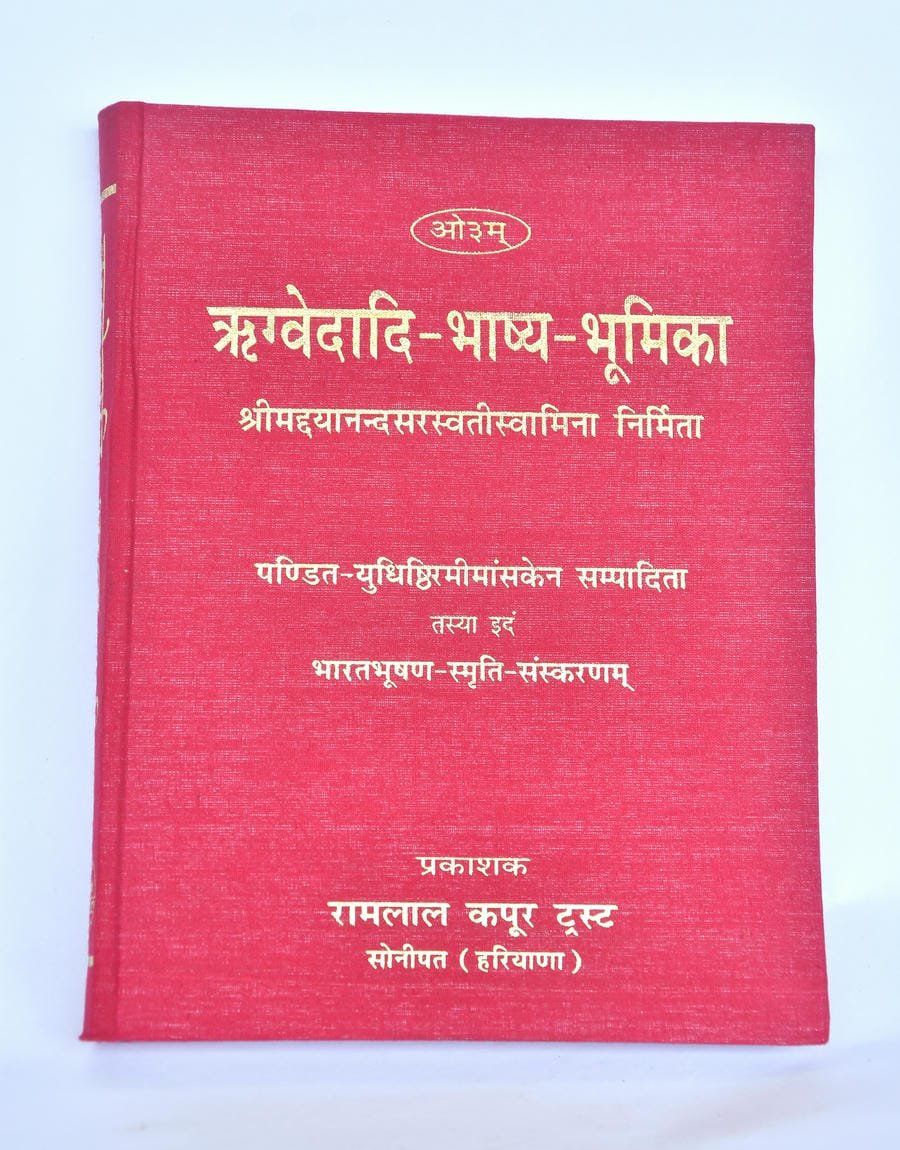 ओ३म्
ऋग्वेदादि-भाष्य-भूमिका
श्रीमद्दयानन्दसरस्वतीस्वामिना निर्मिता
पण्डित-युधिष्ठिरमीमांसकेन सम्पादिता
तस्या इदं
भारतभूषण-स्मृति-संस्करणम्
प्रकाशक
रामलाल कपूर ट्रस्ट
सोनीपत ( हरियाणा )